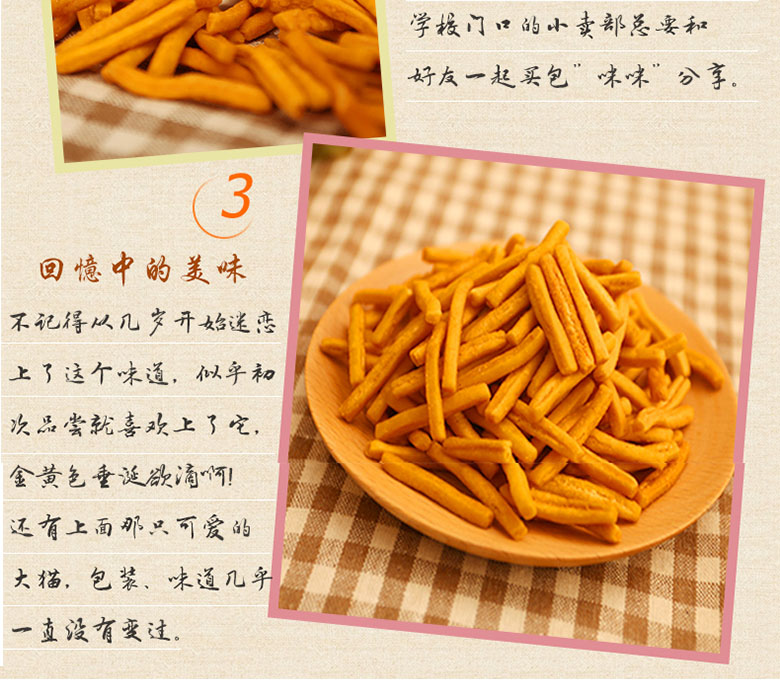 学校门口的小卖部总要和
好友一起买包”咪咪”分享。
3
回憶中的美味
不记得从几岁开始迷恋
上了这个味道，似乎初
次品尝就喜欢上了它，
金黄色垂涎欲滴啊!
还有上面那只可爱的
大猫，包装、味道几乎
一直没有变过。